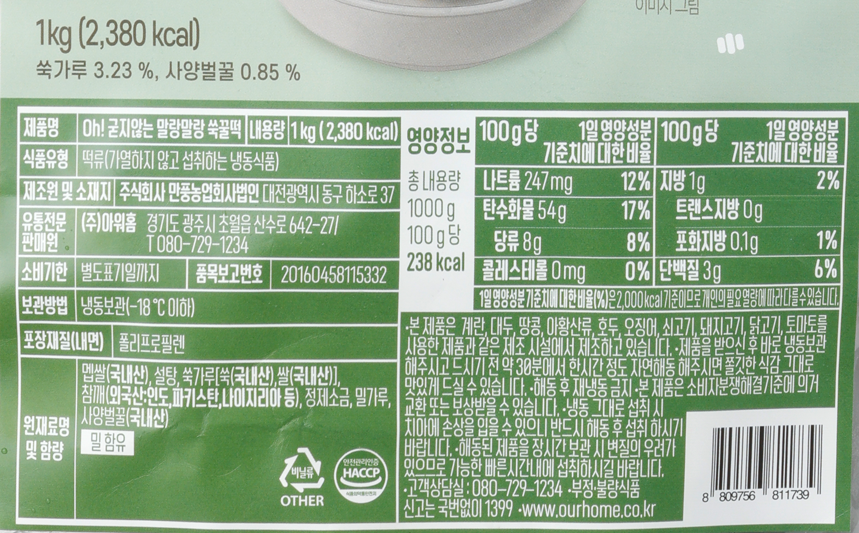 이미지 그림
1kg (2,380 kcal)
쑥가루 3.23 %, 사양벌꿀 0.85 %
제품명 Oh! 굳지않는 말랑말랑 쑥꿀떡 내용량 1kg ( 2,380 kcal)
식품유형 떡류(가열하지 않고 섭취하는 냉동식품)
제조원 및 소재지 주식회사 만풍농업회사법인 대전광역시 동구 하소로 37
유통전문판매원 (주)아워홈 경기도 광주시 초월읍 산수로 642-27/
T 080-729-1234
소비기한 별도표기일까지 품목보고번호 20160458115332
보관방법 냉동보관(-18 ℃ 이하)
포장재질(내면) 폴리프로필렌
원재료명 및 함량
멥쌀(국내산), 설탕, 쑥가루[쑥(국내산),쌀(국내산)],
참깨(외국산:인도,파키스탄,나이지리아 등), 정제소금, 밀가루,
사양벌꿀(국내산)
밀 함유
비닐류
OTHER
안전관리인증
HACCP
식품의약품안전처
영양정보
총 내용량
1000 g
100 g 당
238 kcal
100 g 당 1일 영양성분 기준치에 대한 비율
나트륨 247 mg 12%
탄수화물 54 g 17%
당류 8 g 8%
콜레스테롤 0 mg 0%
100 g 당 1일 영양성분 기준치에 대한 비율
지방 1 g 2%
트랜스지방 0 g
포화지방 0.1 g 1%
단백질 3 g 6%
1일 영양성분 기준치에 대한 비율(%)은 2,000 kcal 기준이므로 개인의 필요 열량에 따라 다를 수 있습니다.
·본 제품은 계란, 대두, 땅콩, 아황산류, 호두, 오징어, 쇠고기, 돼지고기, 닭고기, 토마토를
사용한 제품과 같은 제조 시설에서 제조하고 있습니다. ·제품을 받으신 후 바로 냉동보관
해주시고 드시기 전 약 30분에서 한시간 정도 자연해동 해주시면 쫄깃한 식감 그대로
맛있게 드실 수 있습니다. ·해동 후 재냉동 금지 ·본 제품은 소비자분쟁해결기준에 의거
교환 또는 보상받을 수 있습니다. ·냉동 그대로 섭취 시
치아에 손상을 입을 수 있으니 반드시 해동 후 섭취 하시기
바랍니다. ·해동된 제품을 장시간 보관 시 변질의 우려가
있으므로 가능한 빠른시간내에 섭취하시길 바랍니다.
·고객상담실 : 080-729-1234 ·부정·불량식품
신고는 국번없이 1399 ·www.ourhome.co.kr
8 809756 811739